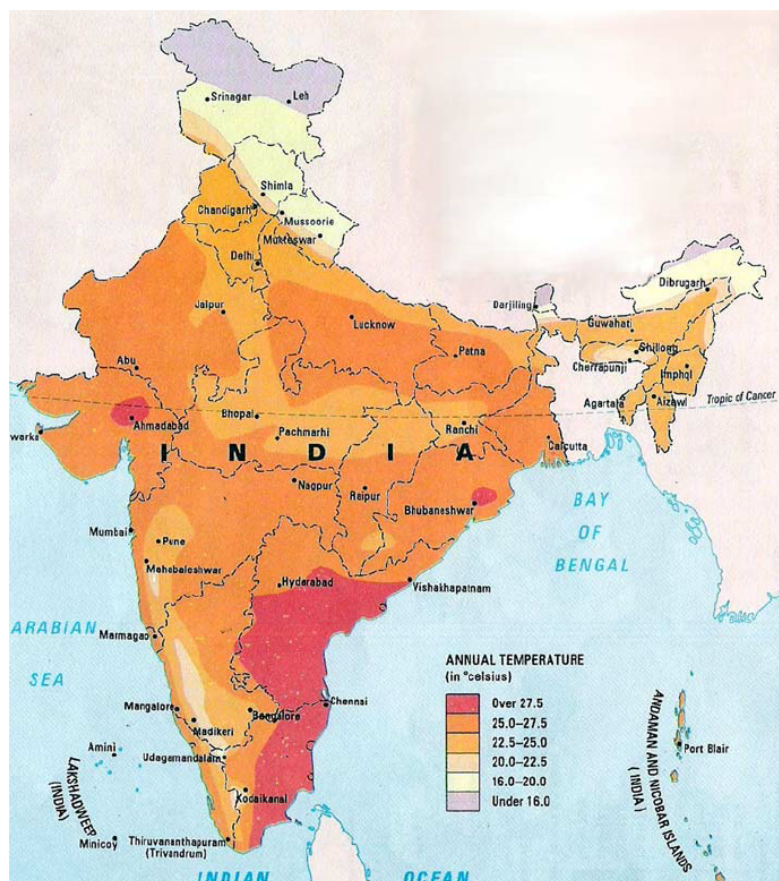 Srinagar
Leh
Shimla
Chandigarh
Mussoorie
Mukteswar
Delhi
Jaipur
Lucknow
Darjiling
Dibrugarh
Guwahati
Shillong
Patna
Cherrapunji
Imphal
Abu
Tropic of Cancer
Agartala
Aizawl
Ahmadabad
Bhopal
Ranchi
warka
Pachmarhi
Calcutta
INDIA
Nagpur
Raipur
Bhubaneshwar
BAY
OF
BENGAL
Mumbai
Pune
Mahabaleshwar
Hyderabad
Vishakhapatnam
ARABIAN
SEA
Marmagao
ANNUAL TEMPERATURE
(in °celsius)
Over 27.5
25.0–27.5
22.5–25.0
20.0–22.5
16.0–20.0
Under 16.0
Mangalore
Bangalore
Chennai
Madikeri
Amini
Udagamandalam
Port Blair
ANDAMAN AND NICOBAR ISLANDS
(INDIA)
LAKSHADWEEP
(INDIA)
Kodaikanal
Minicoy
Thiruvananthapuram
(Trivandrum)
INDIAN OCEAN